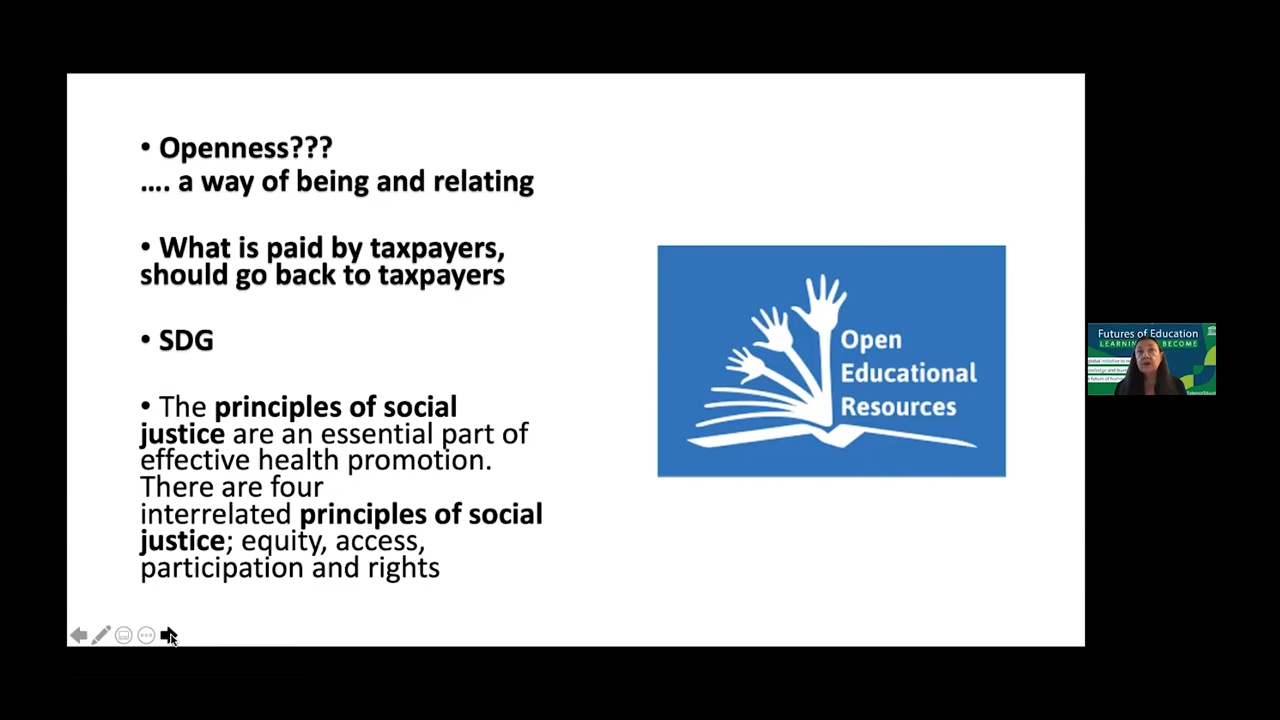 • Openness???
…. a way of being and relating
• What is paid by taxpayers,
should go back to taxpayers
• SDG
• The principles of social
justice are an essential part of
effective health promotion.
There are four
interrelated principles of social
justice; equity, access,
participation and rights
Open
Educational
Resources
Futures of Education